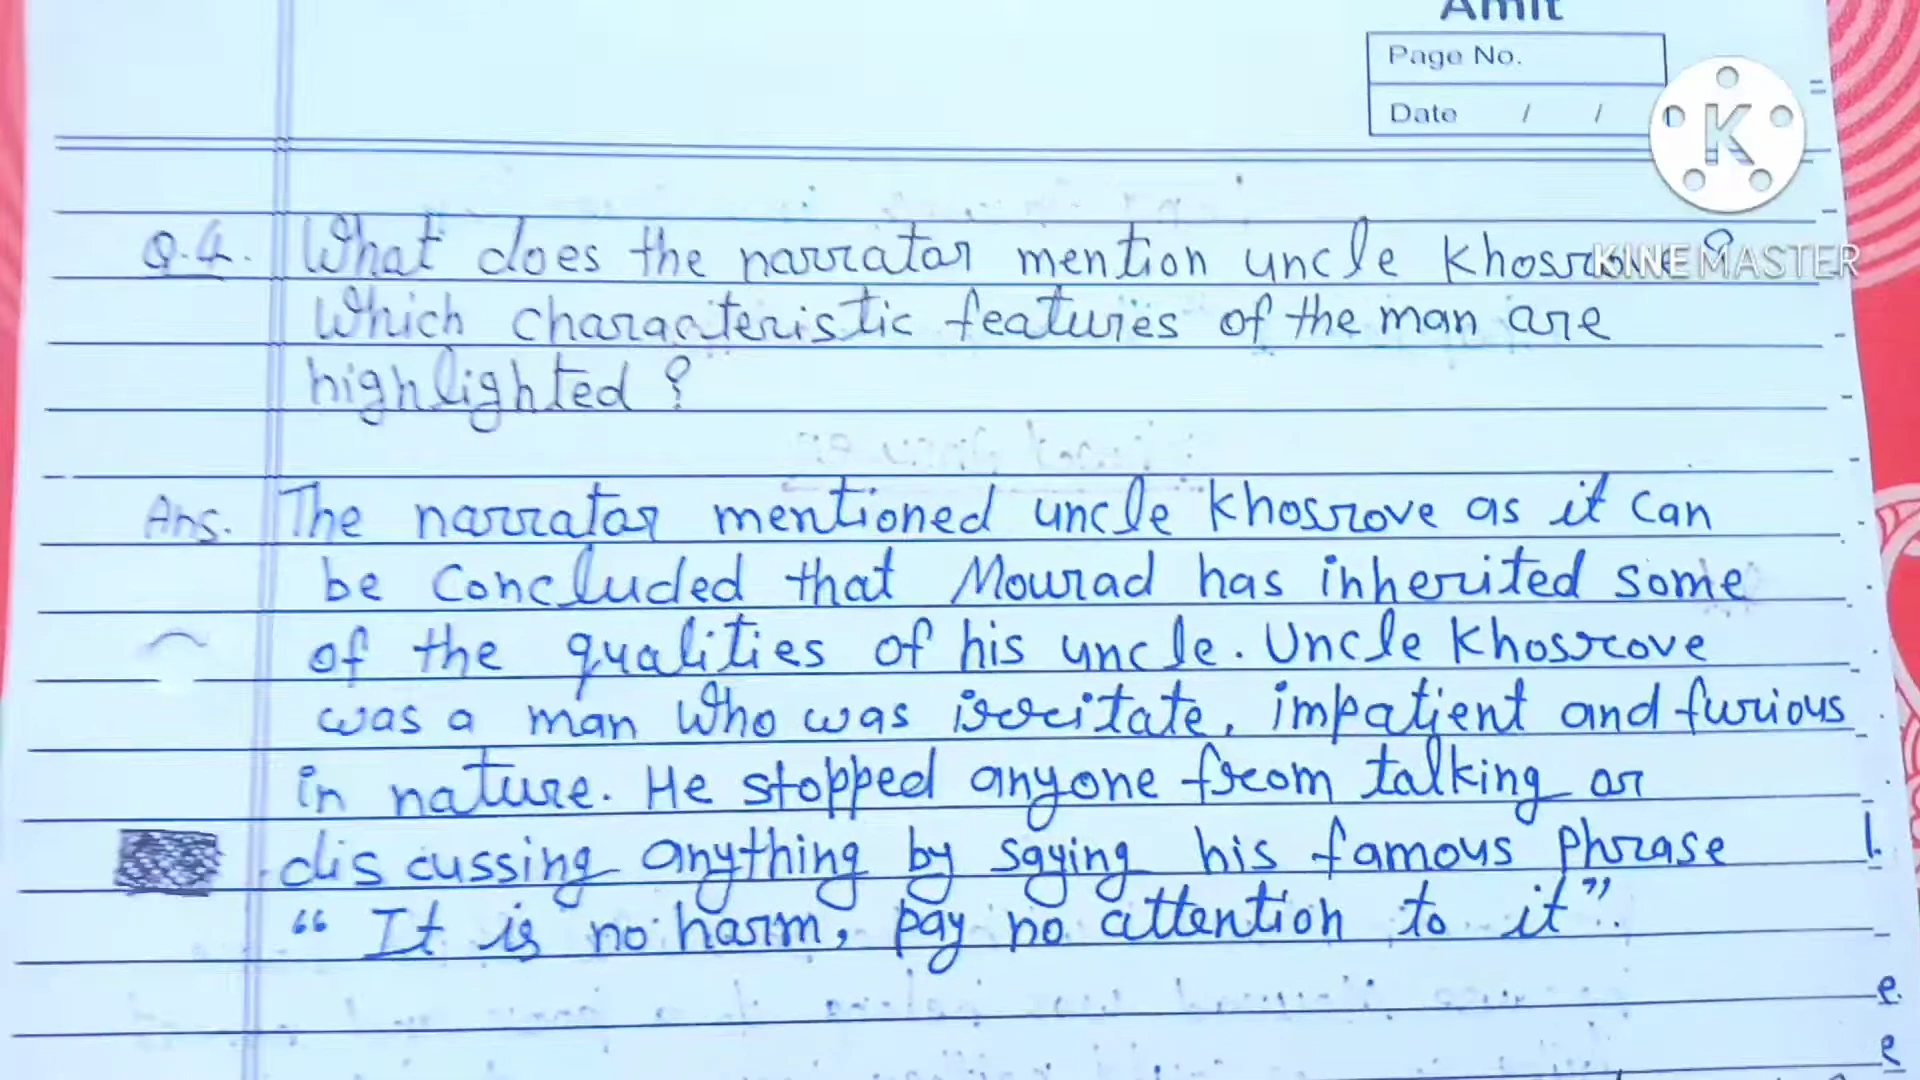 Amit
Page No.
Date / /
K
KINEMASTER
Q.4. What does the narrator mention uncle Khosrove?
Which characteristic features of the man are
highlighted?
Ans. The narrator mentioned uncle Khosrove as it can
be concluded that Mourad has inherited some
of the qualities of his uncle. Uncle Khosrove
was a man who was irritate, impatient and furious
in nature. He stopped anyone from talking or
discussing anything by saying his famous phrase
“It is no harm, pay no attention to it”.
l.
e.
e